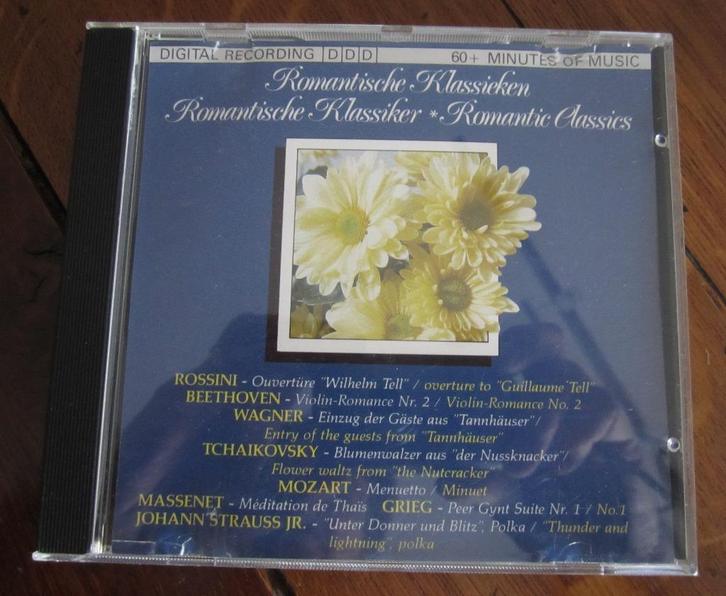 DIGITAL RECORDING D D D 60+ MINUTES OF MUSIC
Romantische Klassieken
Romantische Klassiker * Romantic Classics
ROSSINI - Ouvertüre "Wilhelm Tell" / overture to "Guillaume Tell"
BEETHOVEN - Violin-Romance Nr. 2 / Violin-Romance No. 2
WAGNER - Einzug der Gäste aus "Tannhäuser"/
Entry of the guests from "Tannhäuser"
TCHAIKOVSKY - Blumenwalzer aus "der Nussknacker"/
Flower waltz from "the Nutcracker"
MOZART - Menuetto / Minuet
MASSENET - Méditation de Thaïs GRIEG - Peer Gynt Suite Nr. 1 / No.1
JOHANN STRAUSS JR. - "Unter Donner und Blitz", Polka / "Thunder and
lightning", polka